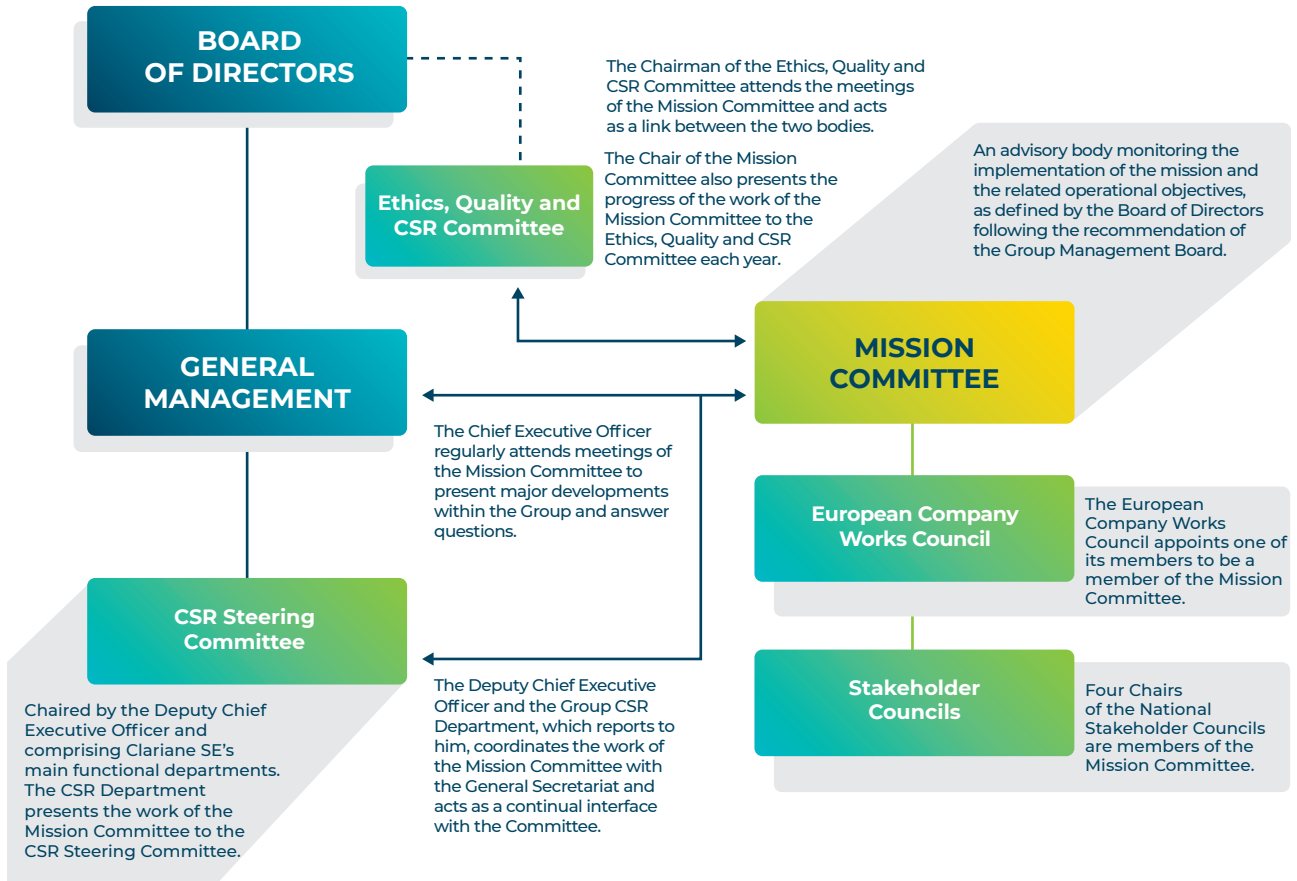 BOARD
OF DIRECTORS
The Chairman of the Ethics, Quality and
CSR Committee attends the meetings
of the Mission Committee and acts
as a link between the two bodies.
The Chair of the Mission
Committee also presents the
progress of the work of the
Mission Committee to the
Ethics, Quality and CSR
Committee each year.
Ethics, Quality and
CSR Committee
An advisory body monitoring the
implementation of the mission and
the related operational objectives,
as defined by the Board of Directors
following the recommendation of
the Group Management Board.
GENERAL
MANAGEMENT
MISSION
COMMITTEE
The Chief Executive Officer
regularly attends meetings of
the Mission Committee to
present major developments
within the Group and answer
questions.
European Company
Works Council
The European
Company Works
Council appoints one of
its members to be a
member of the Mission
Committee.
CSR Steering
Committee
Chaired by the Deputy Chief
Executive Officer and
comprising Clariane SE’s
main functional departments.
The CSR Department
presents the work of the
Mission Committee to the
CSR Steering Committee.
The Deputy Chief Executive
Officer and the Group CSR
Department, which reports to
him, coordinates the work of
the Mission Committee with
the General Secretariat and
acts as a continual interface
with the Committee.
Stakeholder
Councils
Four Chairs
of the National
Stakeholder Councils
are members of the
Mission Committee.